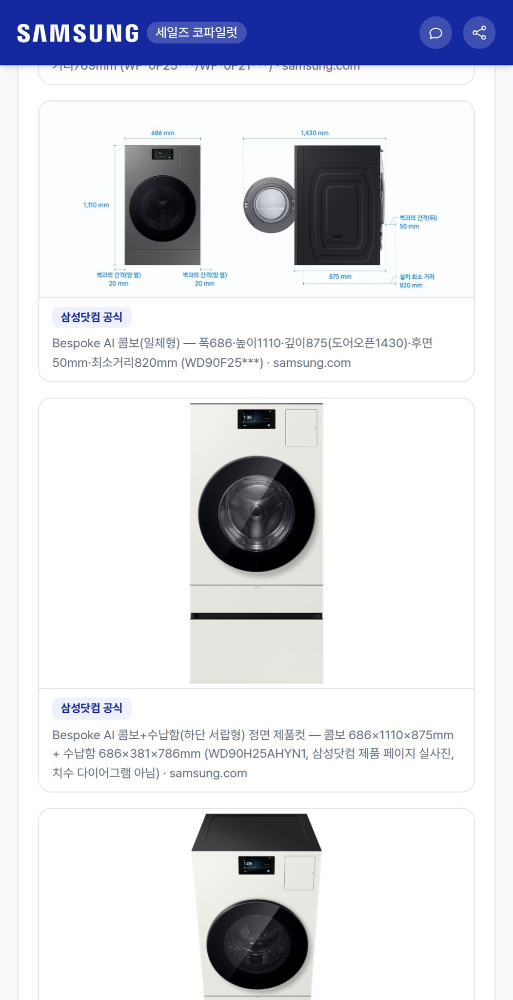 SAMSUNG 세일즈 코파일럿
686 mm
1,430 mm
1,110 mm
벽과의 간격(뒤)
50 mm
벽과의 간격(양 옆)
20 mm
벽과의 간격(양 옆)
20 mm
875 mm
설치 최소 거리
820 mm
삼성닷컴 공식
Bespoke AI 콤보(일체형) — 폭686·높이1110·깊이875(도어오픈1430)·후면
50mm·최소거리820mm (WD90F25***) · samsung.com
1:09
삼성닷컴 공식
Bespoke AI 콤보+수납함(하단 서랍형) 정면 제품컷 — 콤보 686×1110×875mm
+ 수납함 686×381×786mm (WD90H25AHYN1, 삼성닷컴 제품 페이지 실사진,
치수 다이어그램 아님) · samsung.com
1:09